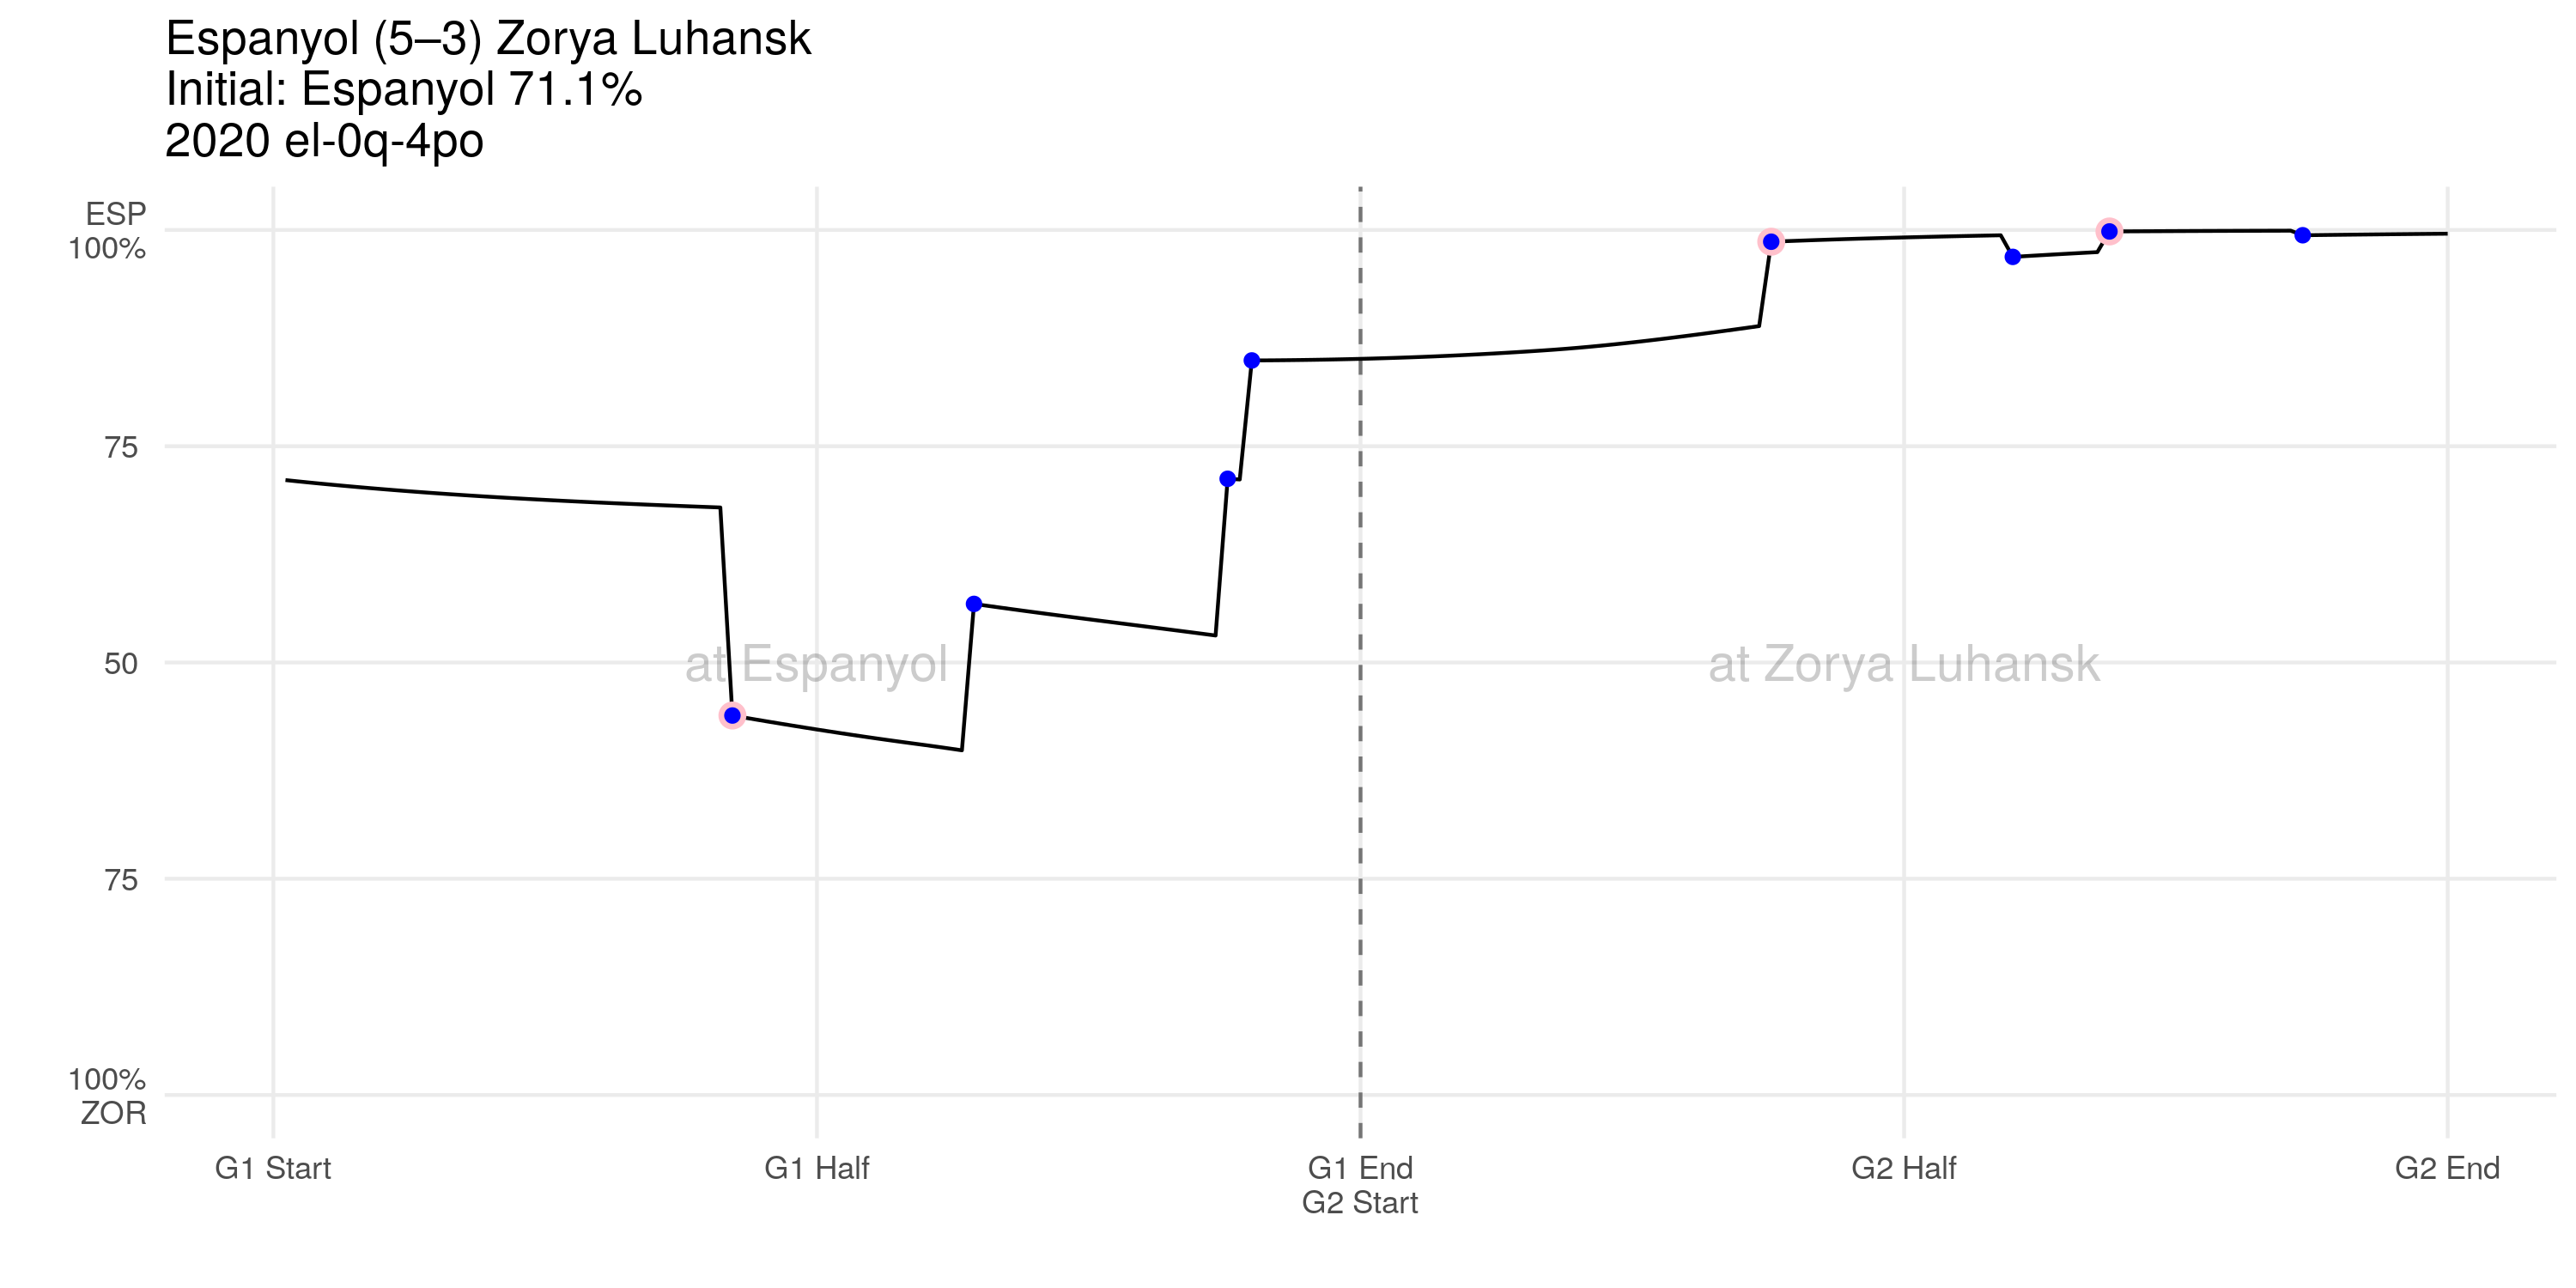 Espanyol (5–3) Zorya Luhansk
Initial: Espanyol 71.1%
2020 el-0q-4po
ESP
100%
75
50
75
100%
ZOR
at Espanyol
at Zorya Luhansk
G1 Start
G1 Half
G1 End
G2 Start
G2 Half
G2 End